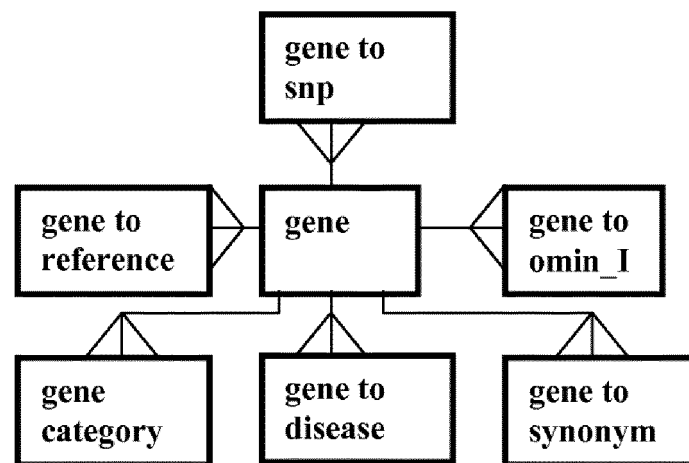 gene to
snp
gene to
reference
gene
gene to
omin_I
gene
category
gene to
disease
gene to
synonym